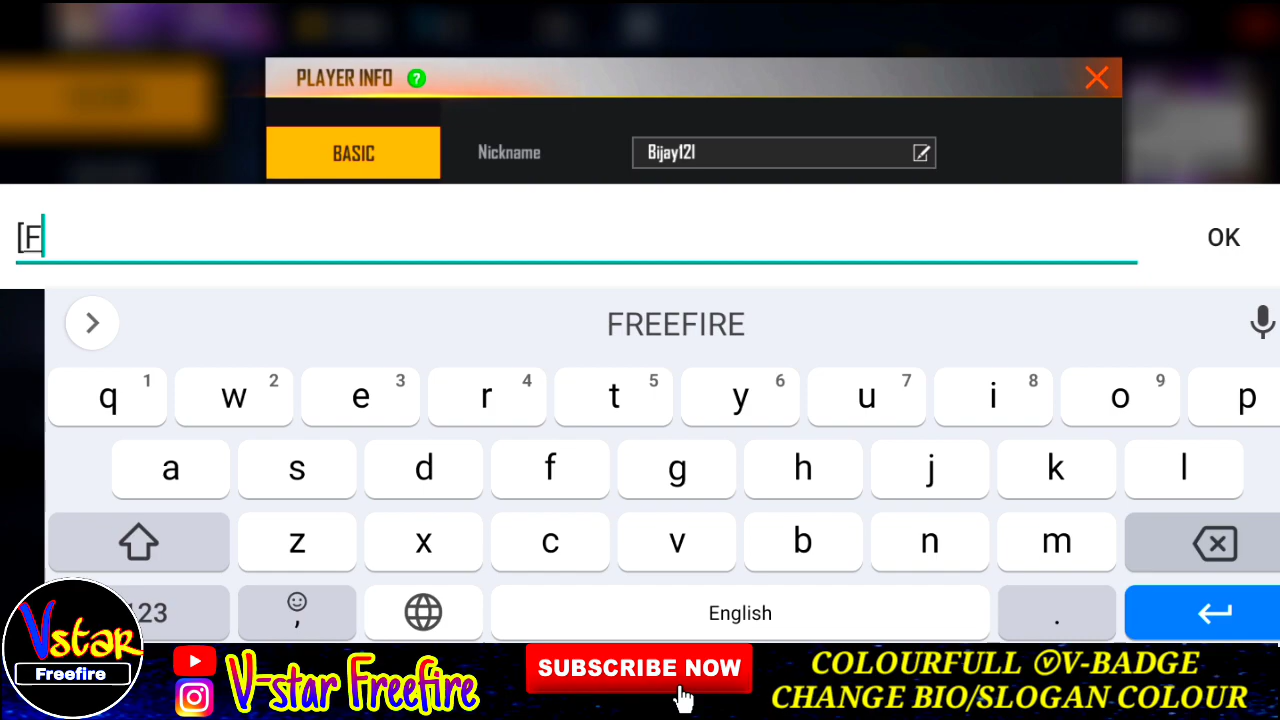 PLAYER INFO ?
BASIC
Nickname
Bijay121
[F
OK
FREEFIRE
q 1 w 2 e 3 r 4 t 5 y 6 u 7 i 8 o 9 p
a s d f g h j k l
z x c v b n m
123 , English .
Vstar
Freefire
V-star Freefire
SUBSCRIBE NOW
COLOURFULL ⓥV-BADGE
CHANGE BIO/SLOGAN COLOUR